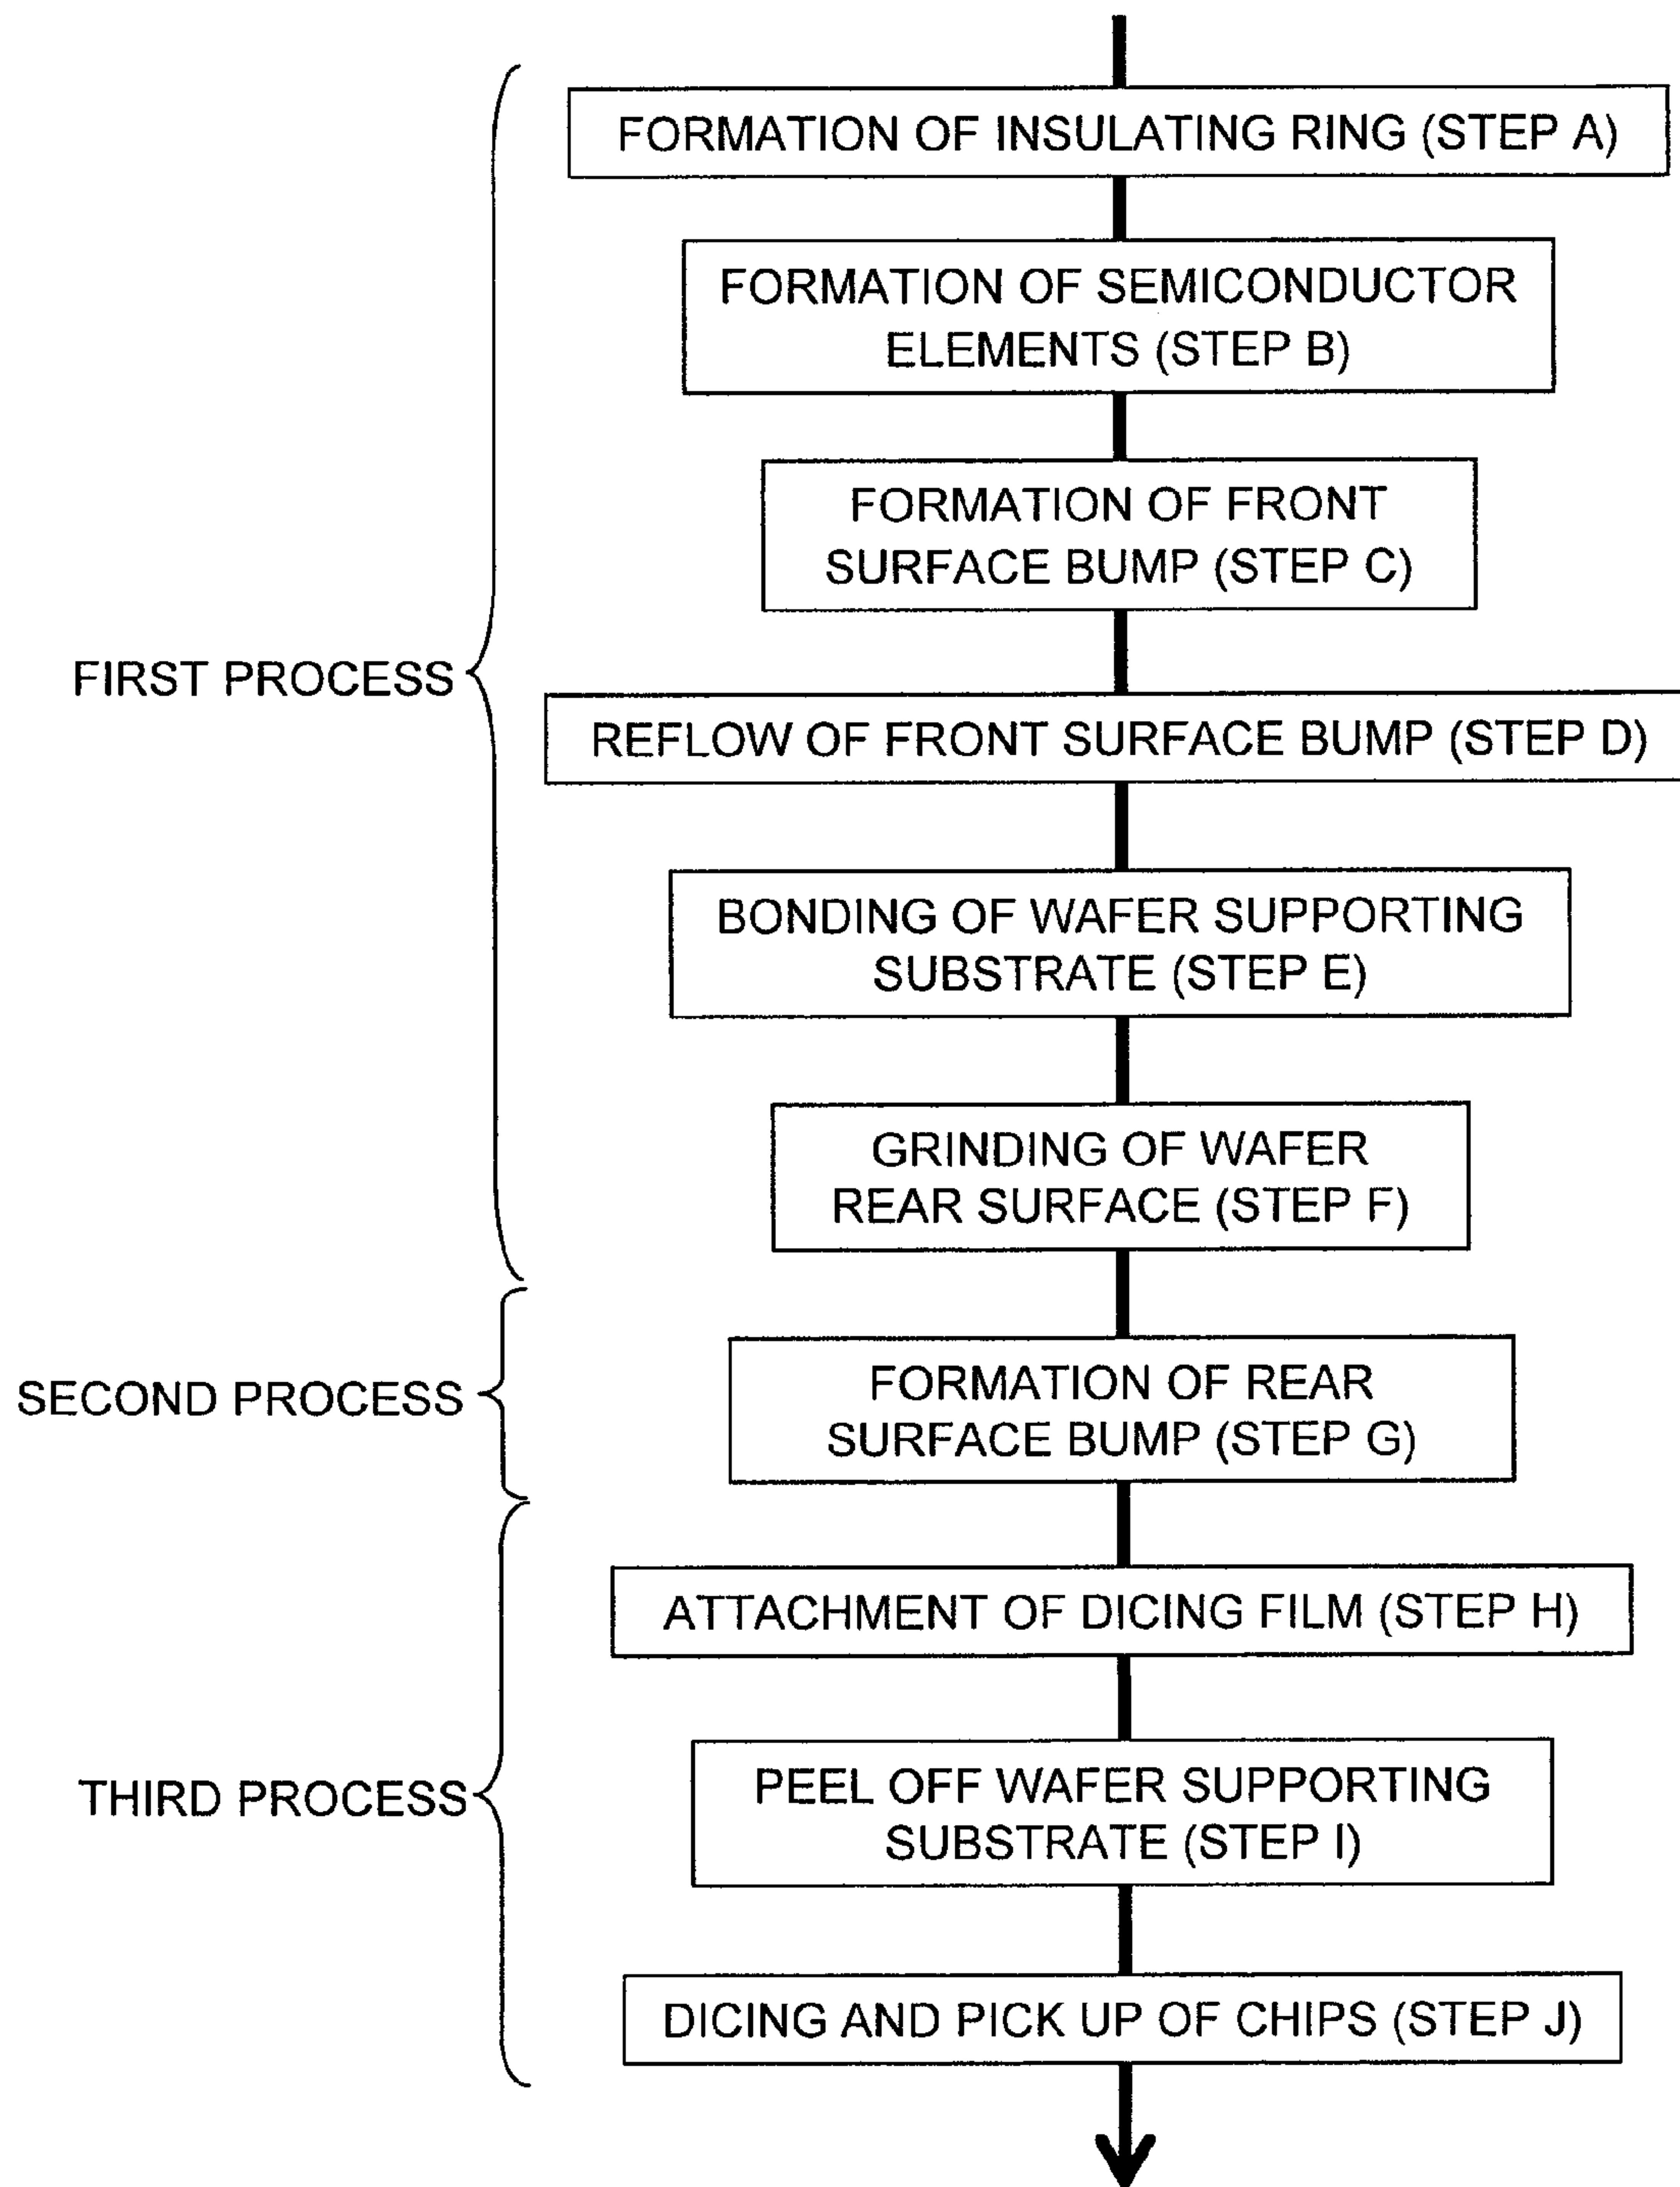 FORMATION OF INSULATING RING (STEP A)
FORMATION OF SEMICONDUCTOR
ELEMENTS (STEP B)
FORMATION OF FRONT
SURFACE BUMP (STEP C)
FIRST PROCESS
REFLOW OF FRONT SURFACE BUMP (STEP D)
BONDING OF WAFER SUPPORTING
SUBSTRATE (STEP E)
GRINDING OF WAFER
REAR SURFACE (STEP F)
SECOND PROCESS
FORMATION OF REAR
SURFACE BUMP (STEP G)
ATTACHMENT OF DICING FILM (STEP H)
THIRD PROCESS
PEEL OFF WAFER SUPPORTING
SUBSTRATE (STEP I)
DICING AND PICK UP OF CHIPS (STEP J)